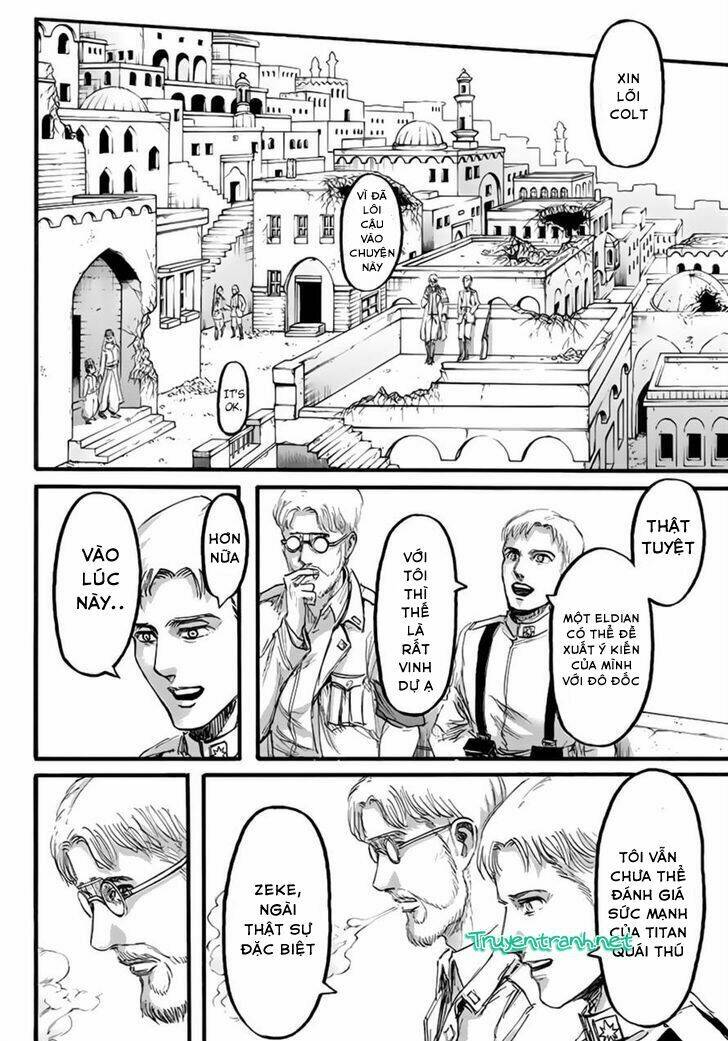 XIN
LÕI
COLT
VÌ ĐÃ
LÔI
CẬU
VÀO
CHUYỆN
NÀY
IT'S
OK.
THẬT
TUYỆT
MỘT ELDIAN
CÓ THỂ ĐỀ
XUẤT Ý KIẾN
CỦA MÌNH
VỚI ĐÔ ĐỐC
VỚI
TÔI
THÌ
THẾ
LÀ
RẤT
VINH
DỰ Ạ
HƠN
NỮA
VÀO
LÚC
NÀY..
TÔI VẪN
CHƯA THỂ
ĐÁNH GIÁ
SỨC MẠNH
CỦA TITAN
QUÁI THÚ
ZEKE,
NGÀI
THẬT SỰ
ĐẶC BIỆT
Truyentranh.net